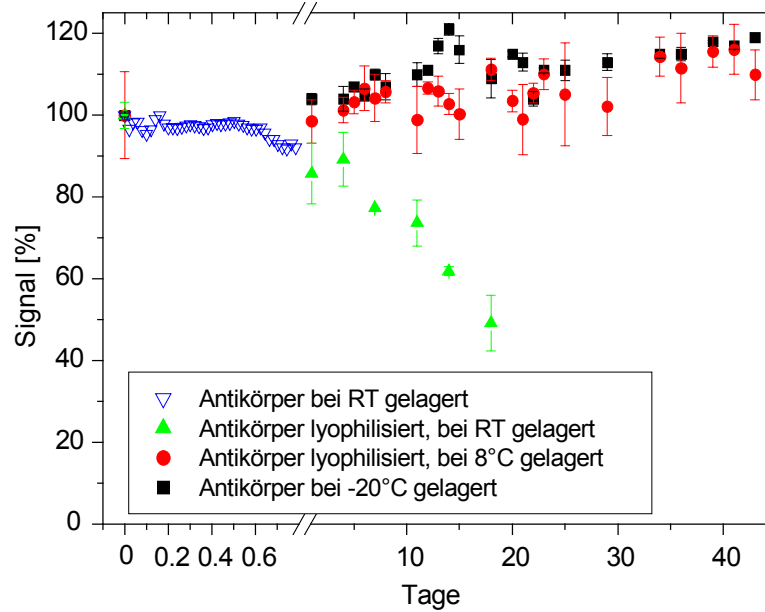 120
100
80
60
40
20
0
Signal [%]
Antikörper bei RT gelagert
Antikörper lyophilisiert, bei RT gelagert
Antikörper lyophilisiert, bei 8°C gelagert
Antikörper bei -20°C gelagert
0 0.2 0.4 0.6 10 20 30 40
Tage